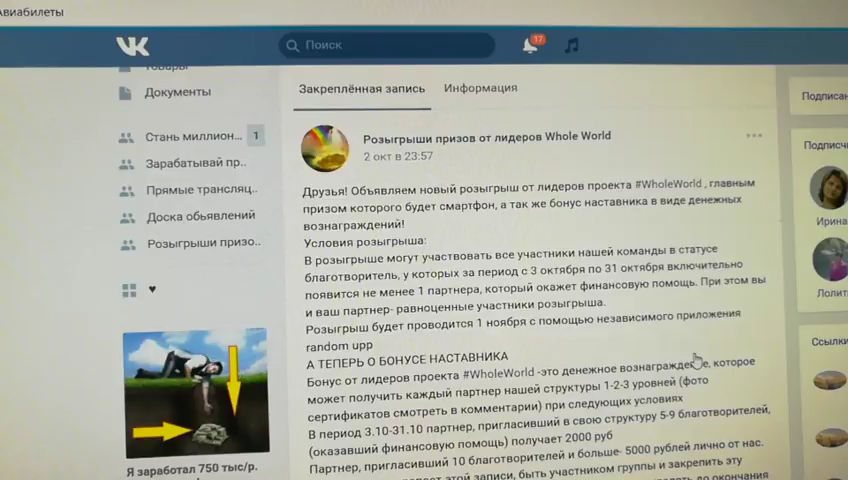 Авиабилеты
VK
Поиск
17
Товары
Документы
Стань миллион... 1
Зарабатывай пр..
Прямые трансляц..
Доска обьявлений
Розыгрыши призо..
Я заработал 750 тыс/р.
Закреплённая запись Информация
Розыгрыши призов от лидеров Whole World
2 окт в 23:57
Друзья! Объявляем новый розыгрыш от лидеров проекта #WholeWorld , главным
призом которого будет смартфон, а так же бонус наставника в виде денежных
вознаграждений!
Условия розыгрыша:
В розыгрыше могут участвовать все участники нашей команды в статусе
благотворитель, у которых за период с 3 октября по 31 октября включительно
появится не менее 1 партнера, который окажет финансовую помощь. При этом вы
и ваш партнер- равноценные участники розыгрыша.
Розыгрыш будет проводится 1 ноября с помощью независимого приложения
random upp
А ТЕПЕРЬ О БОНУСЕ НАСТАВНИКА
Бонус от лидеров проекта #WholeWorld -это денежное вознаграждение, которое
может получить каждый партнер нашей структуры 1-2-3 уровней (фото
сертификатов смотреть в комментарии) при следующих условиях
В период 3.10-31.10 партнер, пригласивший в свою структуру 5-9 благотворителей,
(оказавший финансовую помощь) получает 2000 руб
Партнер, пригласивший 10 благотворителей и больше- 5000 рублей лично от нас.
этой записи, быть участником группы и закрепить эту
до окончания
Подписан
Подписч
Ирина
Лолит
Ссылки